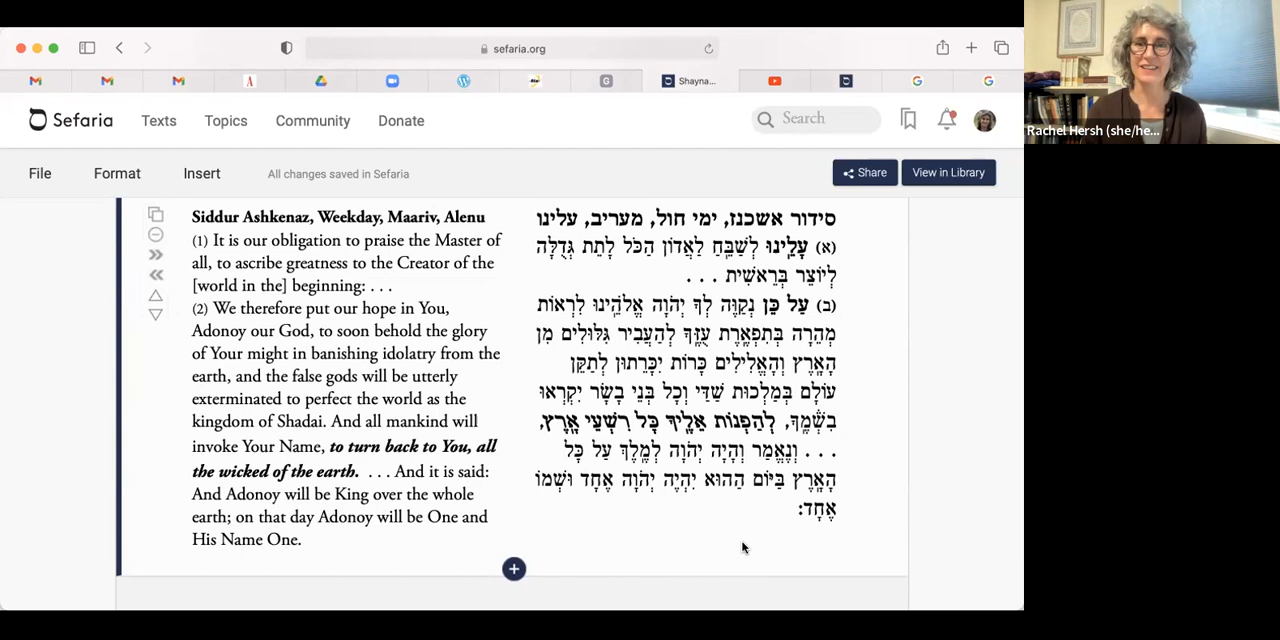 sefaria.org
Shayna...
Sefaria
Texts
Topics
Community
Donate
Search
File
Format
Insert
All changes saved in Sefaria
Share
View in Library
Siddur Ashkenaz, Weekday, Maariv, Alenu
(1) It is our obligation to praise the Master of
all, to ascribe greatness to the Creator of the
[world in the] beginning: . . .
(2) We therefore put our hope in You,
Adonoy our God, to soon behold the glory
of Your might in banishing idolatry from the
earth, and the false gods will be utterly
exterminated to perfect the world as the
kingdom of Shadai. And all mankind will
invoke Your Name, to turn back to You, all
the wicked of the earth. . . . And it is said:
And Adonoy will be King over the whole
earth; on that day Adonoy will be One and
His Name One.
סידור אשכנז, ימי חול, מעריב, עלינו
(א) עָלֵֽינוּ לְשַׁבֵּֽחַ לַאֲדוֹן הַכֹּל לָתֵת גְּדֻלָּה
לְיוֹצֵר בְּרֵאשִׁית . . .
(ב) עַל כֵּן נְקַוֶּה לְךָ יְהֹוָה אֱלֹהֵֽינוּ לִרְאוֹת
מְהֵרָה בְּתִפְאֶֽרֶת עֻזֶּֽךָ לְהַעֲבִיר גִּלּוּלִים מִן
הָאָֽרֶץ וְהָאֱלִילִים כָּרוֹת יִכָּרֵתוּן לְתַקֵּן
עוֹלָם בְּמַלְכוּת שַׁדַּי וְכָל בְּנֵי בָשָׂר יִקְרְאוּ
בִשְׁמֶֽךָ, לְהַפְנוֹת אֵלֶֽיךָ כָּל רִשְׁעֵי אָֽרֶץ,
. . . וְנֶאֱמַר וְהָיָה יְהֹוָה לְמֶֽלֶךְ עַל כָּל
הָאָֽרֶץ בַּיּוֹם הַהוּא יִהְיֶה יְהֹוָה אֶחָד וּשְׁמוֹ
אֶחָד:
Rachel Hersh (she/he...